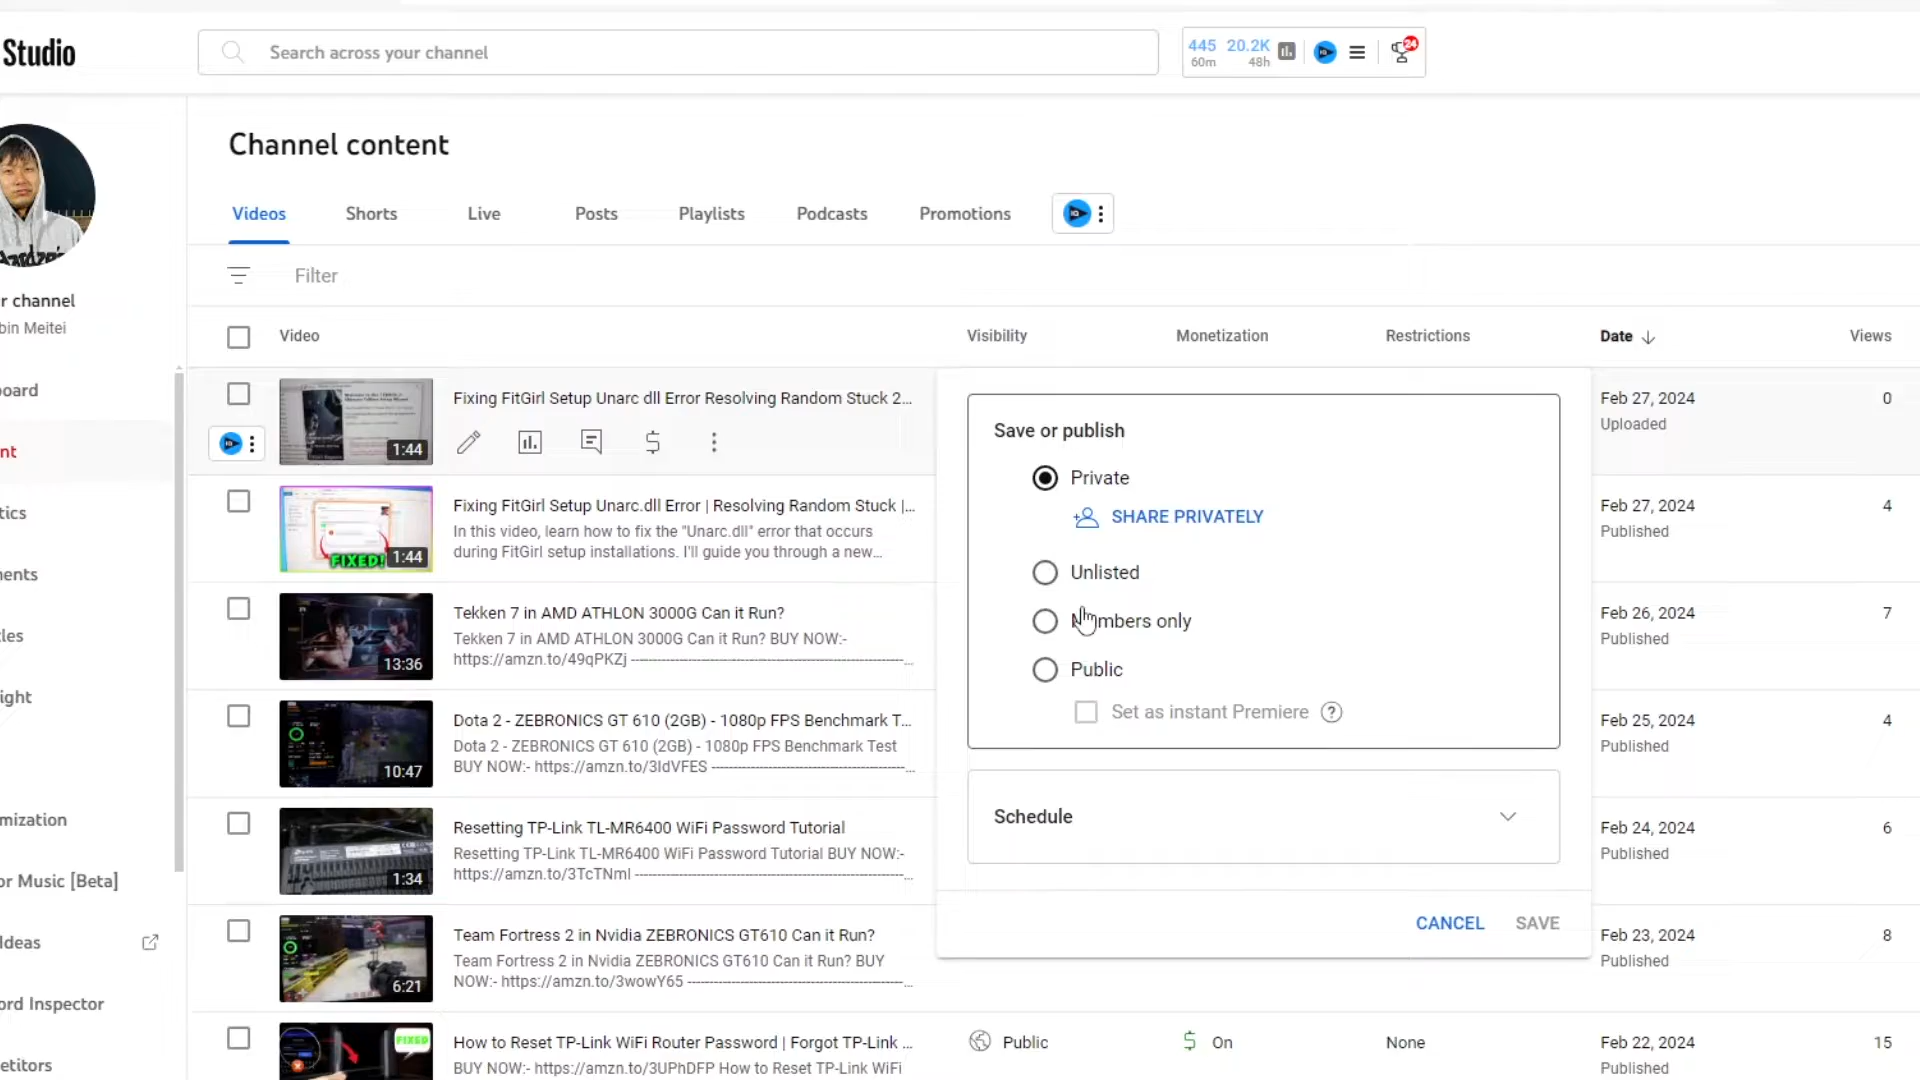 Studio
Search across your channel
445 20.2K
60m 48h
24
Channel content
Videos Shorts Live Posts Playlists Podcasts Promotions
Filter
Video Visibility Monetization Restrictions Date Views
r channel
bin Meitei
oard
nt
tics
ents
les
ight
mization
or Music [Beta]
Ideas
ord Inspector
etitors
1:44
Fixing FitGirl Setup Unarc dll Error Resolving Random Stuck 2...
Feb 27, 2024 0
Uploaded
FIXED! 1:44
Fixing FitGirl Setup Unarc.dll Error | Resolving Random Stuck |...
In this video, learn how to fix the "Unarc.dll" error that occurs
during FitGirl setup installations. I'll guide you through a new...
Feb 27, 2024 4
Published
13:36
Tekken 7 in AMD ATHLON 3000G Can it Run?
Tekken 7 in AMD ATHLON 3000G Can it Run? BUY NOW:-
https://amzn.to/49qPKZj ---...
Feb 26, 2024 7
Published
10:47
Dota 2 - ZEBRONICS GT 610 (2GB) - 1080p FPS Benchmark T...
Dota 2 - ZEBRONICS GT 610 (2GB) - 1080p FPS Benchmark Test
BUY NOW:- https://amzn.to/3IdVFES ---...
Feb 25, 2024 4
Published
1:34
Resetting TP-Link TL-MR6400 WiFi Password Tutorial
Resetting TP-Link TL-MR6400 WiFi Password Tutorial BUY NOW:-
https://amzn.to/3TcTNml ---...
Feb 24, 2024 6
Published
6:21
Team Fortress 2 in Nvidia ZEBRONICS GT610 Can it Run?
Team Fortress 2 in Nvidia ZEBRONICS GT610 Can it Run? BUY
NOW:- https://amzn.to/3wowY65 ---...
Feb 23, 2024 8
Published
FIXED
How to Reset TP-Link WiFi Router Password | Forgot TP-Link ...
BUY NOW:- https://amzn.to/3UPhDFP How to Reset TP-Link WiFi
Public On None
Feb 22, 2024 15
Published
Save or publish
Private
SHARE PRIVATELY
Unlisted
Members only
Public
Set as instant Premiere ?
Schedule
CANCEL SAVE